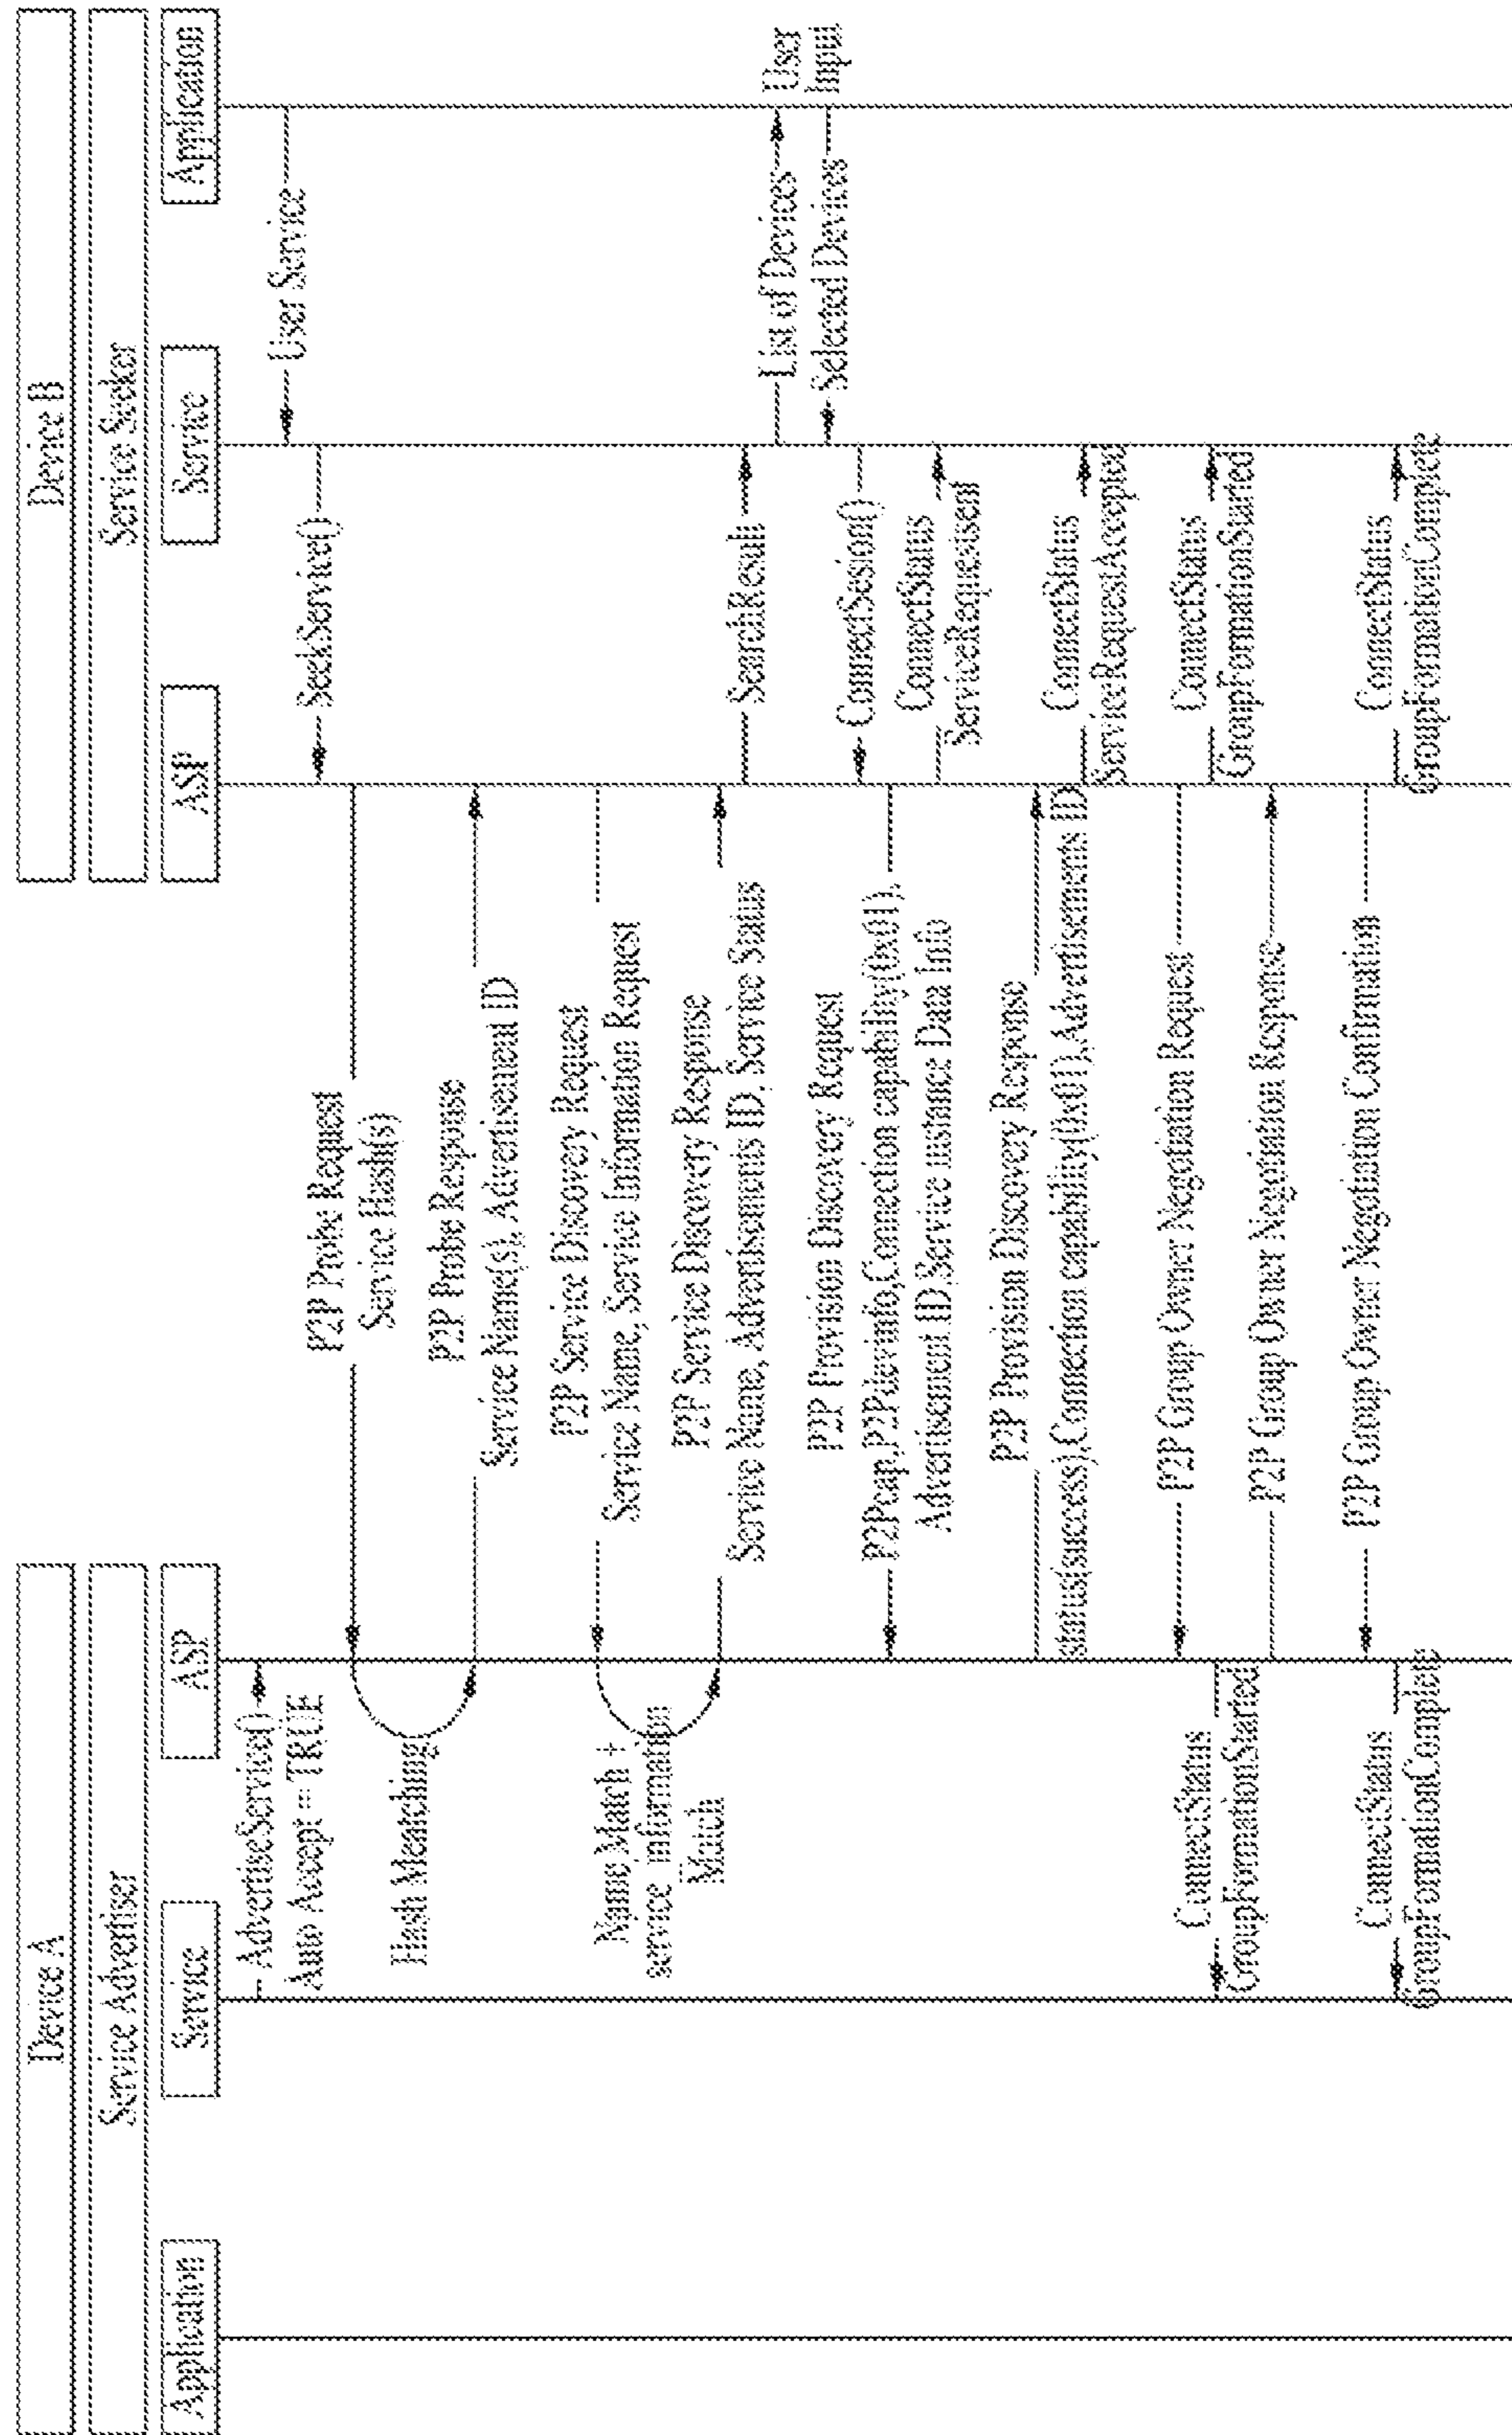 Device A
Device B
Service Advertiser
Service Seeker
Application
Service
ASP
ASP
Service
Application
AdvertiseService()
Auto Accept = TRUE
User Service
SeekService()
P2P Probe Request
Service Hash(s)
Hash Meatching
P2P Probe Response
Service Name(s), Advertisement ID
P2P Service Discovery Request
Service Name, Service Information Request
Name Match +
service information
Match
P2P Service Discovery Response
Service Name, Advertisments ID, Service Status
SearchResult
List of Devices
User
Input
Selected Devices
P2P Provision Discovery Request
P2Pcap,P2Pdevinfo,Connection capability(0x01),
Advertisment ID,Service instance Data Info
ConnectSesion()
ConnectStatus
ServiceRequestsent
P2P Provision Discovery Response
status(success),Connection capability(0x01),Advertisements ID
ConnectStatus
ServiceRequestAccepted
P2P Group Owner Negotiation Request
ConnectStatus
GroupFormationStarted
ConnectStatus
GroupFormationStarted
P2P Group Owner Negotiation Response
P2P Group Owner Negotiation Confirmation
ConnectStatus
GroupFormationComplete
ConnectStatus
GroupFormationComplete